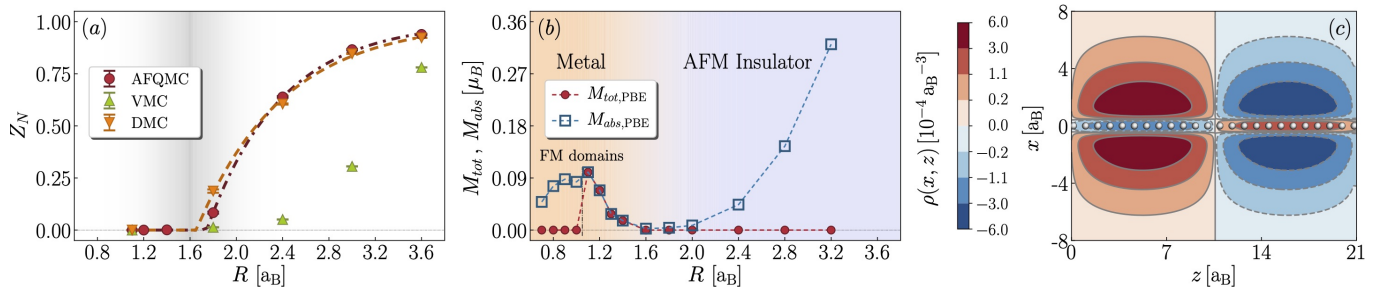 (a)
Z_N
1.00
0.75
0.50
0.25
0.00
AFQMC
VMC
DMC
0.8 1.2 1.6 2.0 2.4 2.8 3.2 3.6
R [a_B]
(b)
M_tot , M_abs [μ_B]
0.36
0.27
0.18
0.09
0.00
Metal
AFM Insulator
M_tot,PBE
M_abs,PBE
FM domains
0.8 1.2 1.6 2.0 2.4 2.8 3.2 3.6
R [a_B]
ρ(x, z) [10⁻⁴ a_B⁻³]
6.0
3.0
1.1
0.2
0.0
−0.2
−1.1
−3.0
−6.0
(c)
x [a_B]
8
4
0
-4
-8
0 7 14 21
z [a_B]